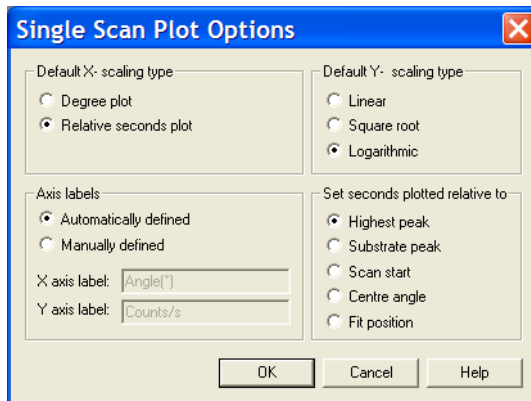 Single Scan Plot Options
Default X- scaling type
Degree plot
Relative seconds plot
Default Y- scaling type
Linear
Square root
Logarithmic
Axis labels
Automatically defined
Manually defined
X axis label: Angle(°)
Y axis label: Counts/s
Set seconds plotted relative to
Highest peak
Substrate peak
Scan start
Centre angle
Fit position
OK Cancel Help